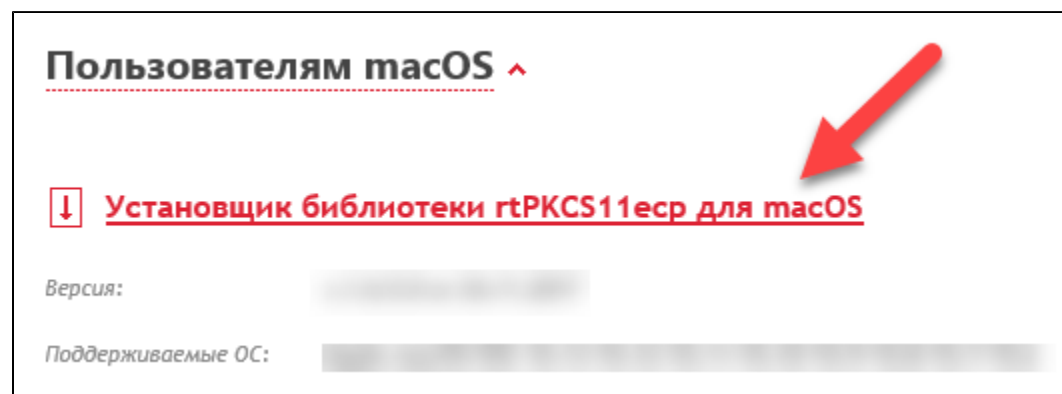 Пользователям macOS
Установщик библиотеки rtPKCS11ecp для macOS
Версия:
Поддерживаемые ОС: